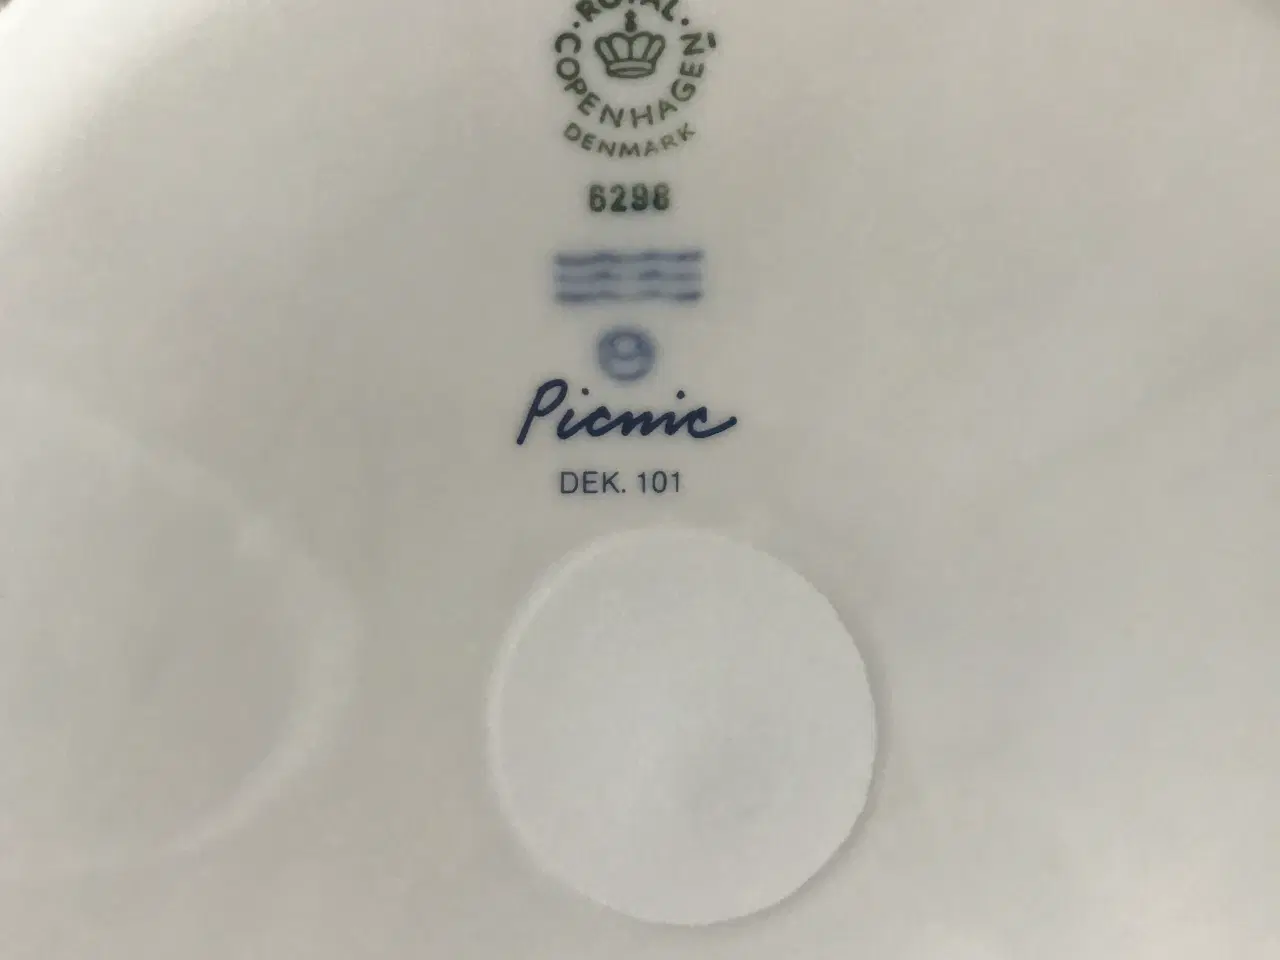 ROYAL
COPENHAGEN
DENMARK
6298
Picnic
DEK. 101